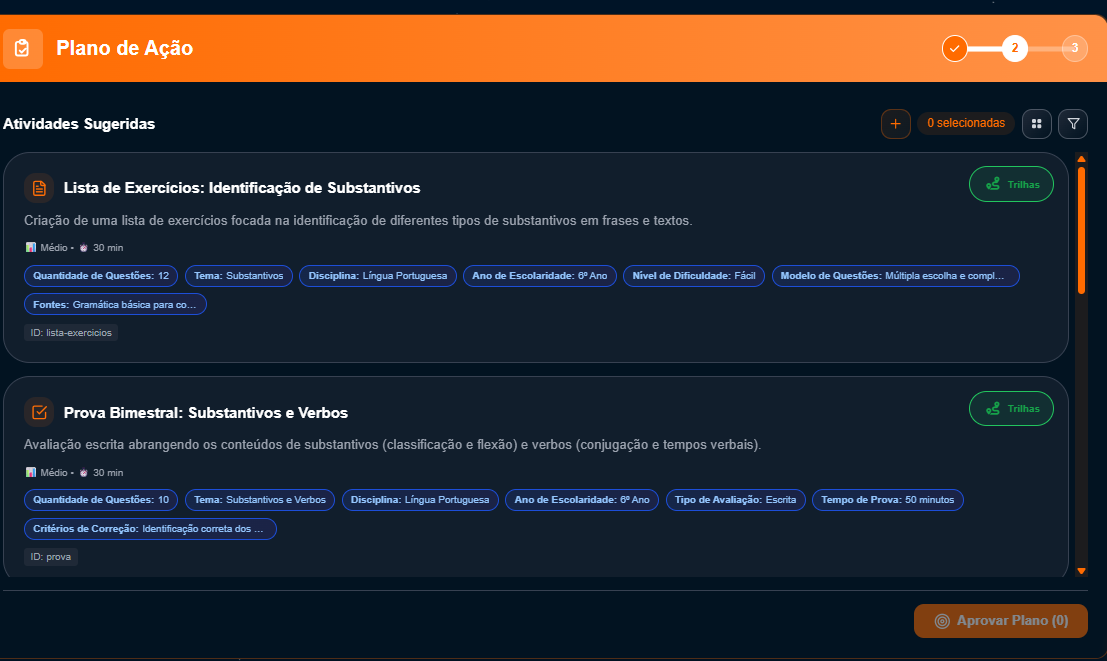 Plano de Ação
2
3
Atividades Sugeridas
0 selecionadas
Lista de Exercícios: Identificação de Substantivos
Trilhas
Criação de uma lista de exercícios focada na identificação de diferentes tipos de substantivos em frases e textos.
Médio • 30 min
Quantidade de Questões: 12 Tema: Substantivos Disciplina: Língua Portuguesa Ano de Escolaridade: 6º Ano Nível de Dificuldade: Fácil Modelo de Questões: Múltipla escolha e compl...
Fontes: Gramática básica para co...
ID: lista-exercicios
Prova Bimestral: Substantivos e Verbos
Trilhas
Avaliação escrita abrangendo os conteúdos de substantivos (classificação e flexão) e verbos (conjugação e tempos verbais).
Médio • 30 min
Quantidade de Questões: 10 Tema: Substantivos e Verbos Disciplina: Língua Portuguesa Ano de Escolaridade: 6º Ano Tipo de Avaliação: Escrita Tempo de Prova: 50 minutos
Critérios de Correção: Identificação correta dos ...
ID: prova
Aprovar Plano (0)